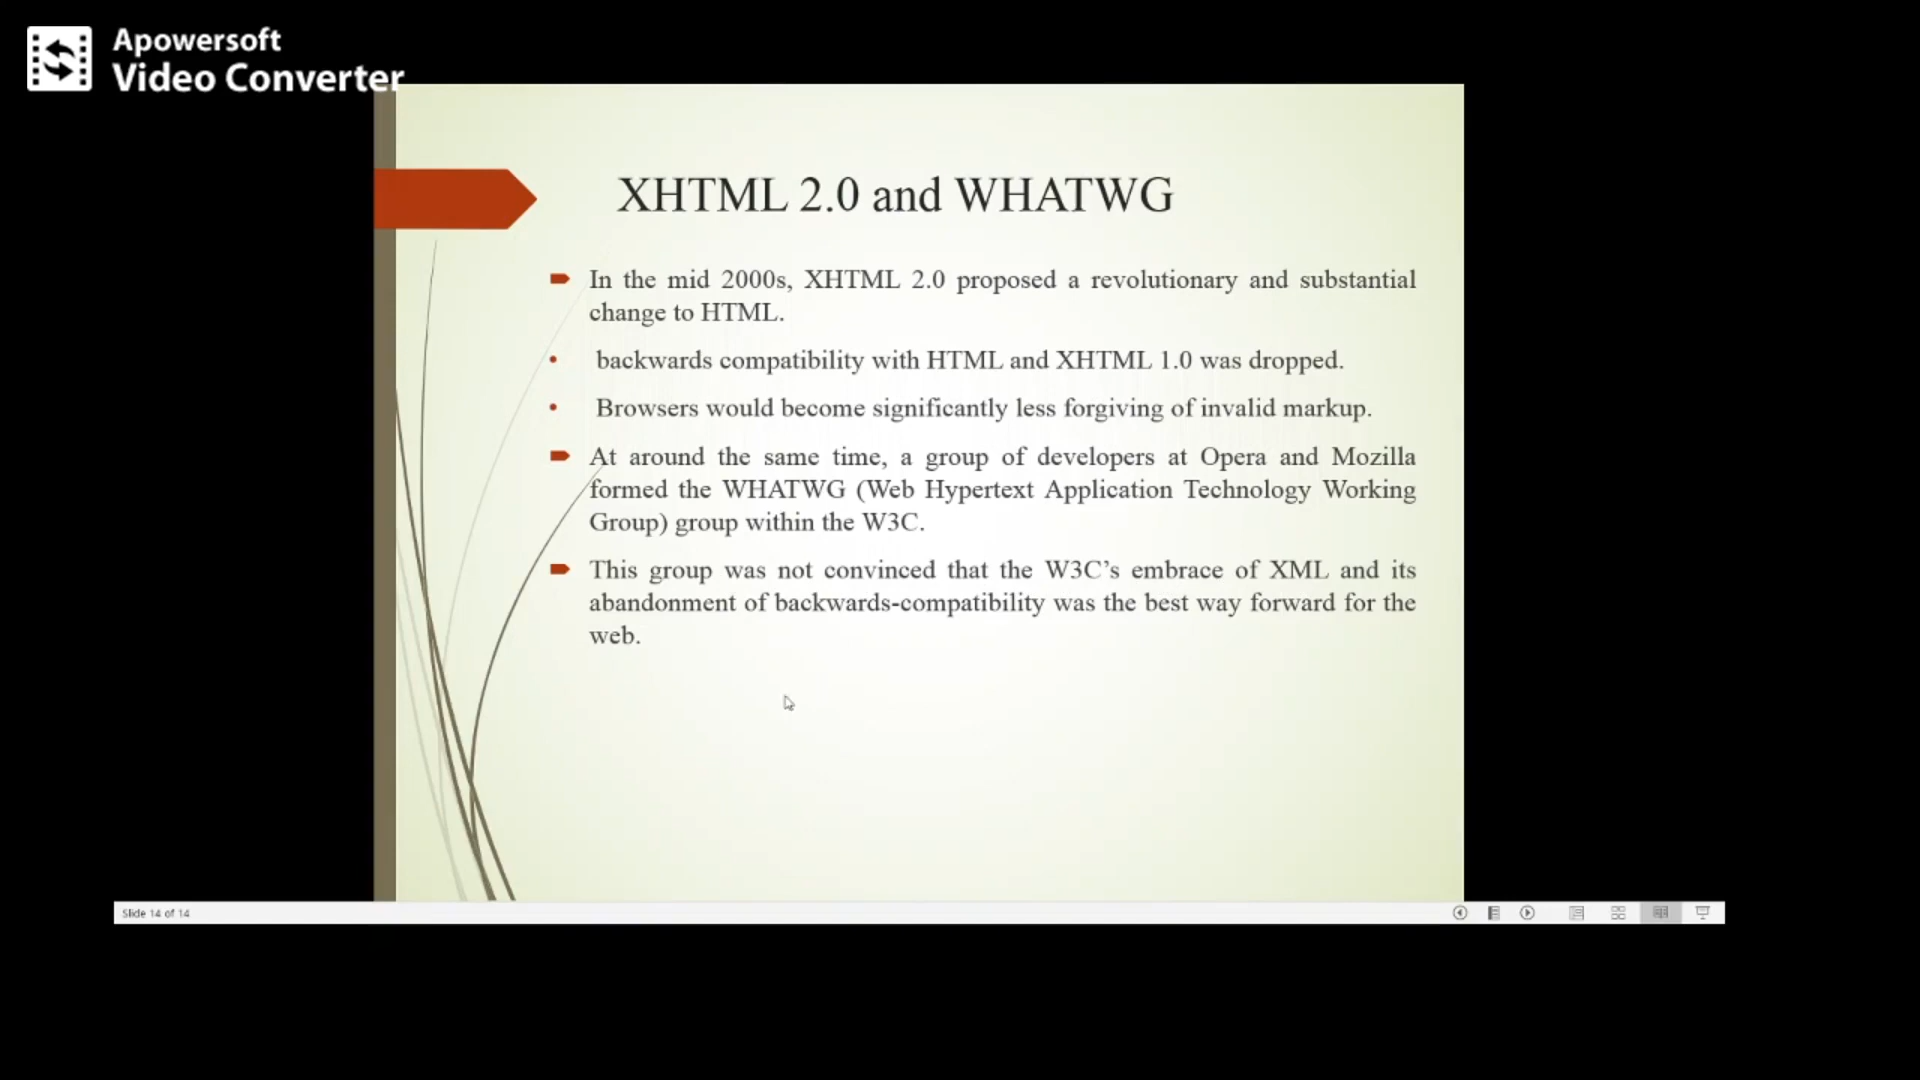 Apowersoft
Video Converter
XHTML 2.0 and WHATWG
In the mid 2000s, XHTML 2.0 proposed a revolutionary and substantial
change to HTML.
backwards compatibility with HTML and XHTML 1.0 was dropped.
Browsers would become significantly less forgiving of invalid markup.
At around the same time, a group of developers at Opera and Mozilla
formed the WHATWG (Web Hypertext Application Technology Working
Group) group within the W3C.
This group was not convinced that the W3C’s embrace of XML and its
abandonment of backwards-compatibility was the best way forward for the
web.
Slide 14 of 14